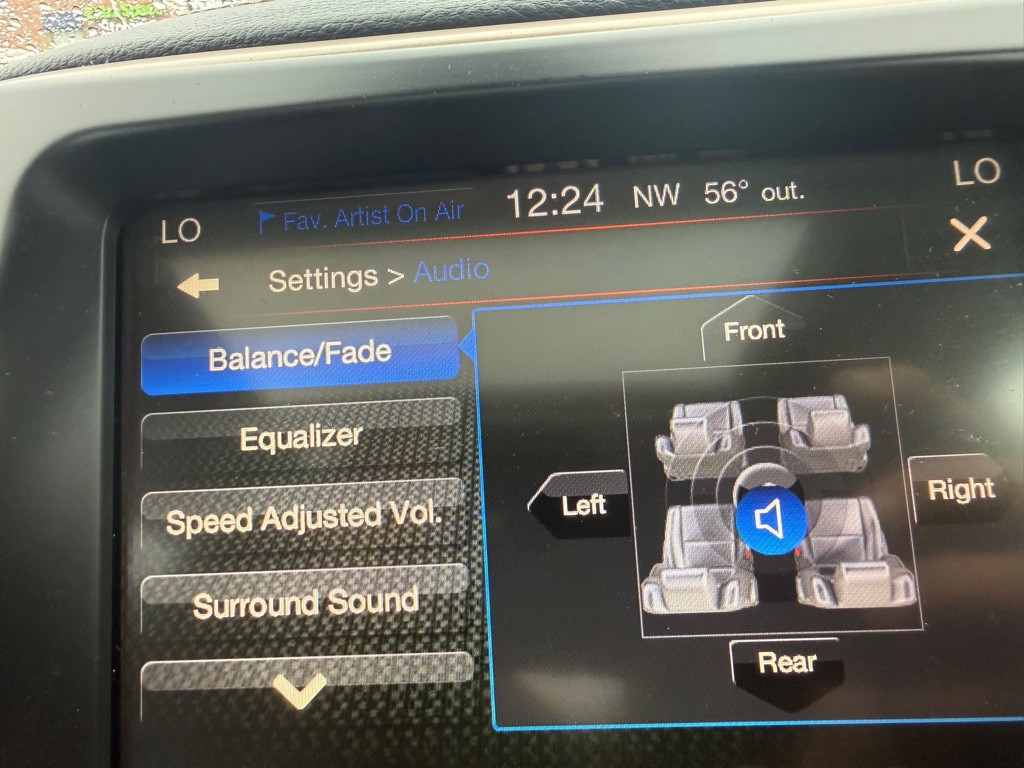 LO
Fav. Artist On Air
12:24 NW 56° out.
LO
Settings > Audio
Balance/Fade
Equalizer
Speed Adjusted Vol.
Surround Sound
Front
Left
Right
Rear